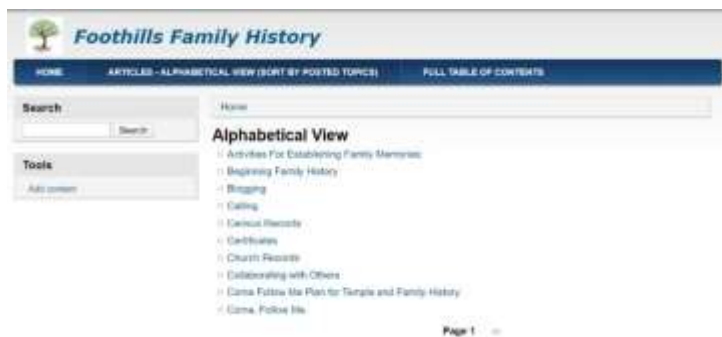 Foothills Family History
HOME ARTICLES - ALPHABETICAL VIEW (SORT BY POSTED TOPICS) FULL TABLE OF CONTENTS
Search
Search
Tools
Add content
Home
Alphabetical View
Activities For Establishing Family Memories
Beginning Family History
Blogging
Calling
Census Records
Certificates
Church Records
Collaborating with Others
Come Follow Me Plan for Temple and Family History
Come, Follow Me
Page 1